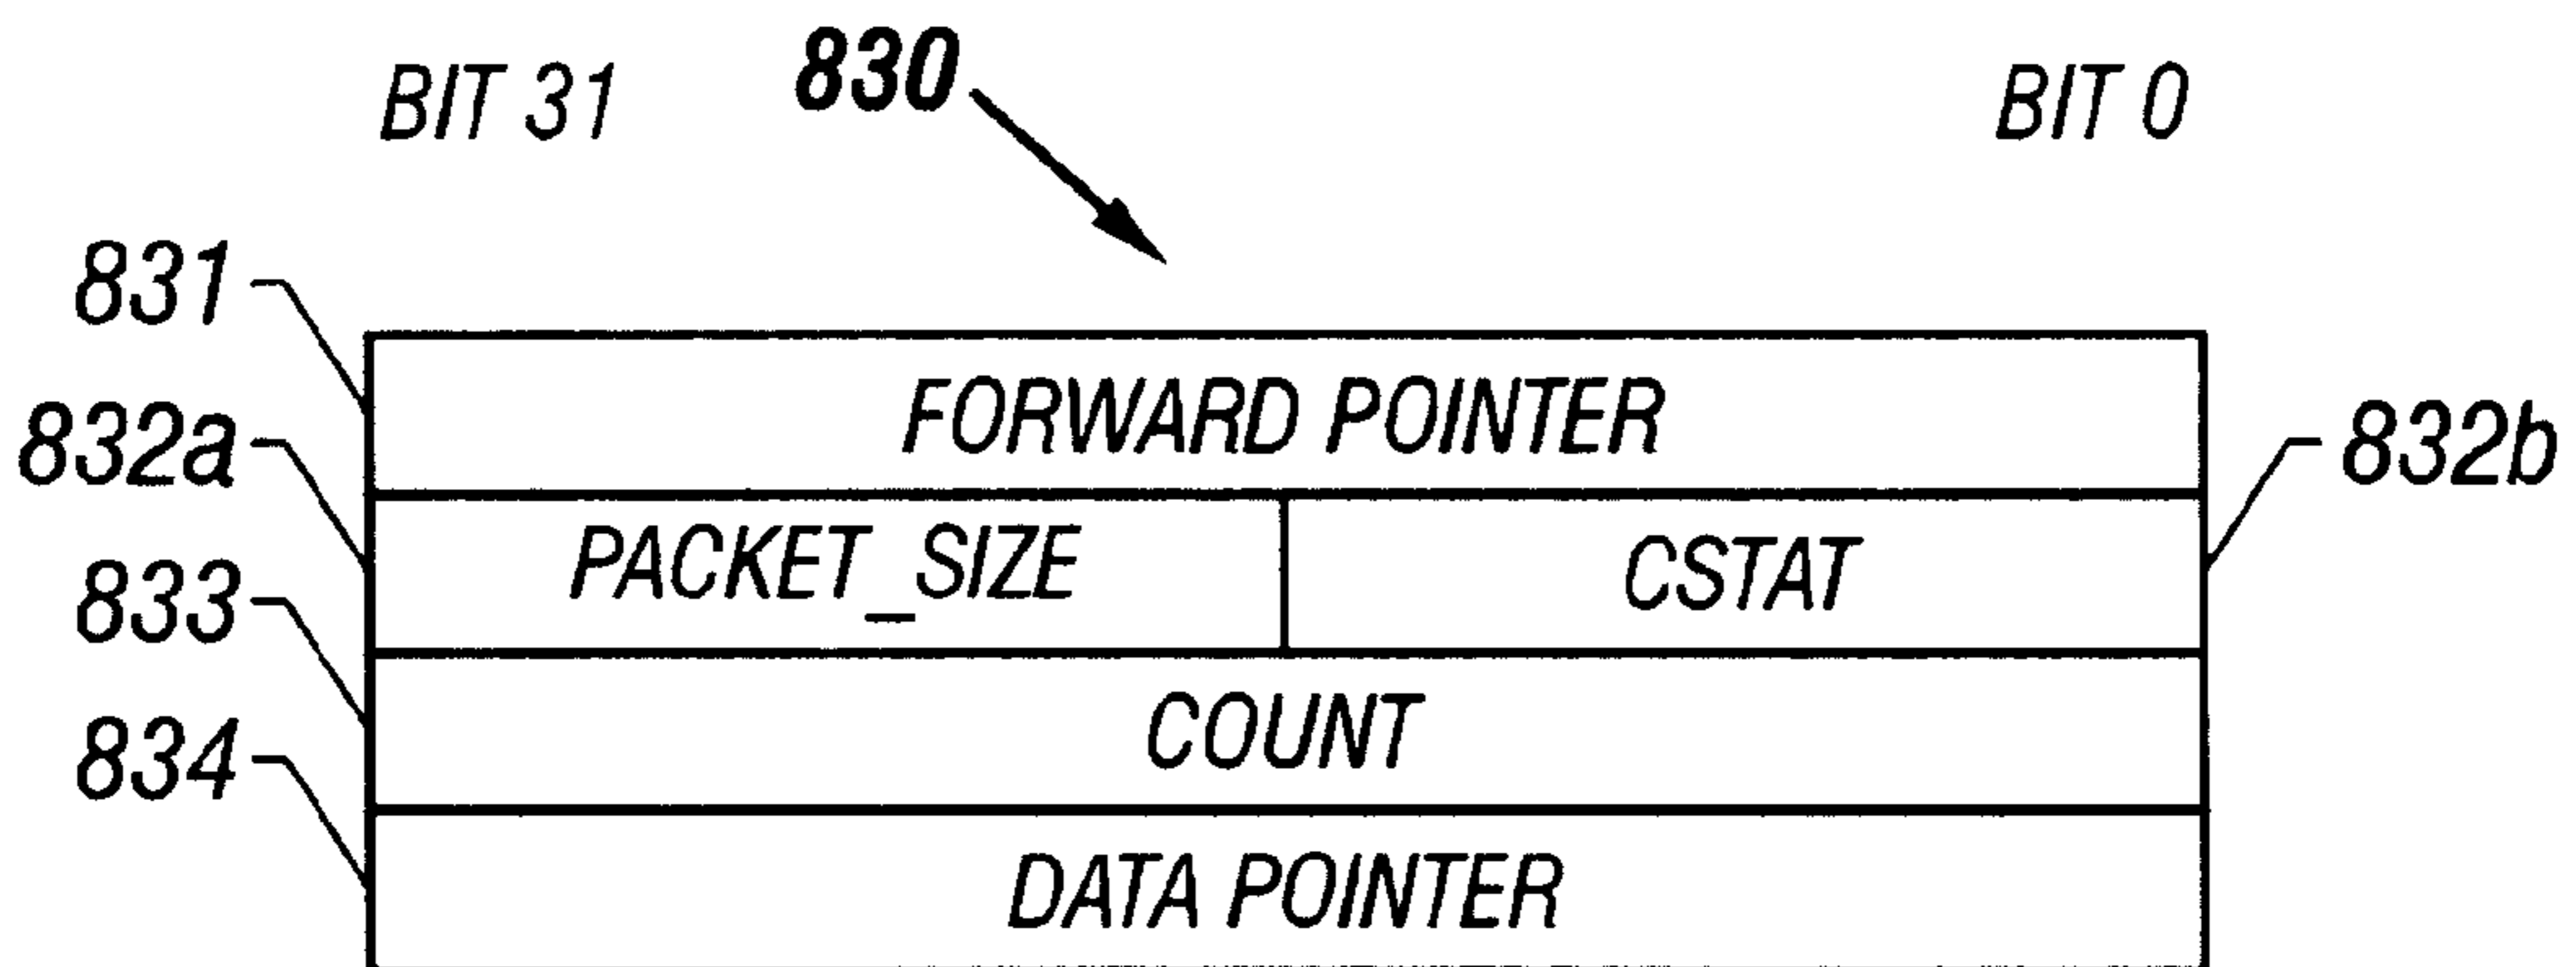 BIT 31 830 BIT 0
831 FORWARD POINTER
832a PACKET_SIZE CSTAT 832b
833 COUNT
834 DATA POINTER